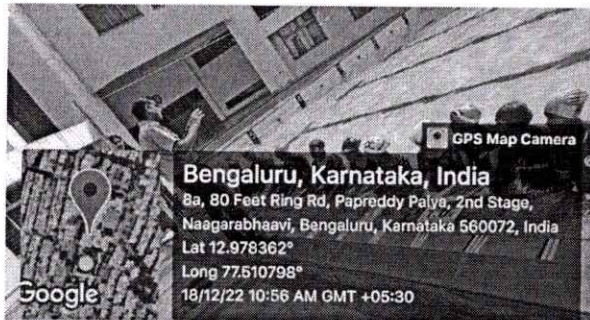 GPS Map Camera
Bengaluru, Karnataka, India
8a, 80 Feet Ring Rd, Papreddy Palya, 2nd Stage,
Naagarabhaavi, Bengaluru, Karnataka 560072, India
Lat 12.978362°
Long 77.510798°
18/12/22 10:56 AM GMT +05:30
Google